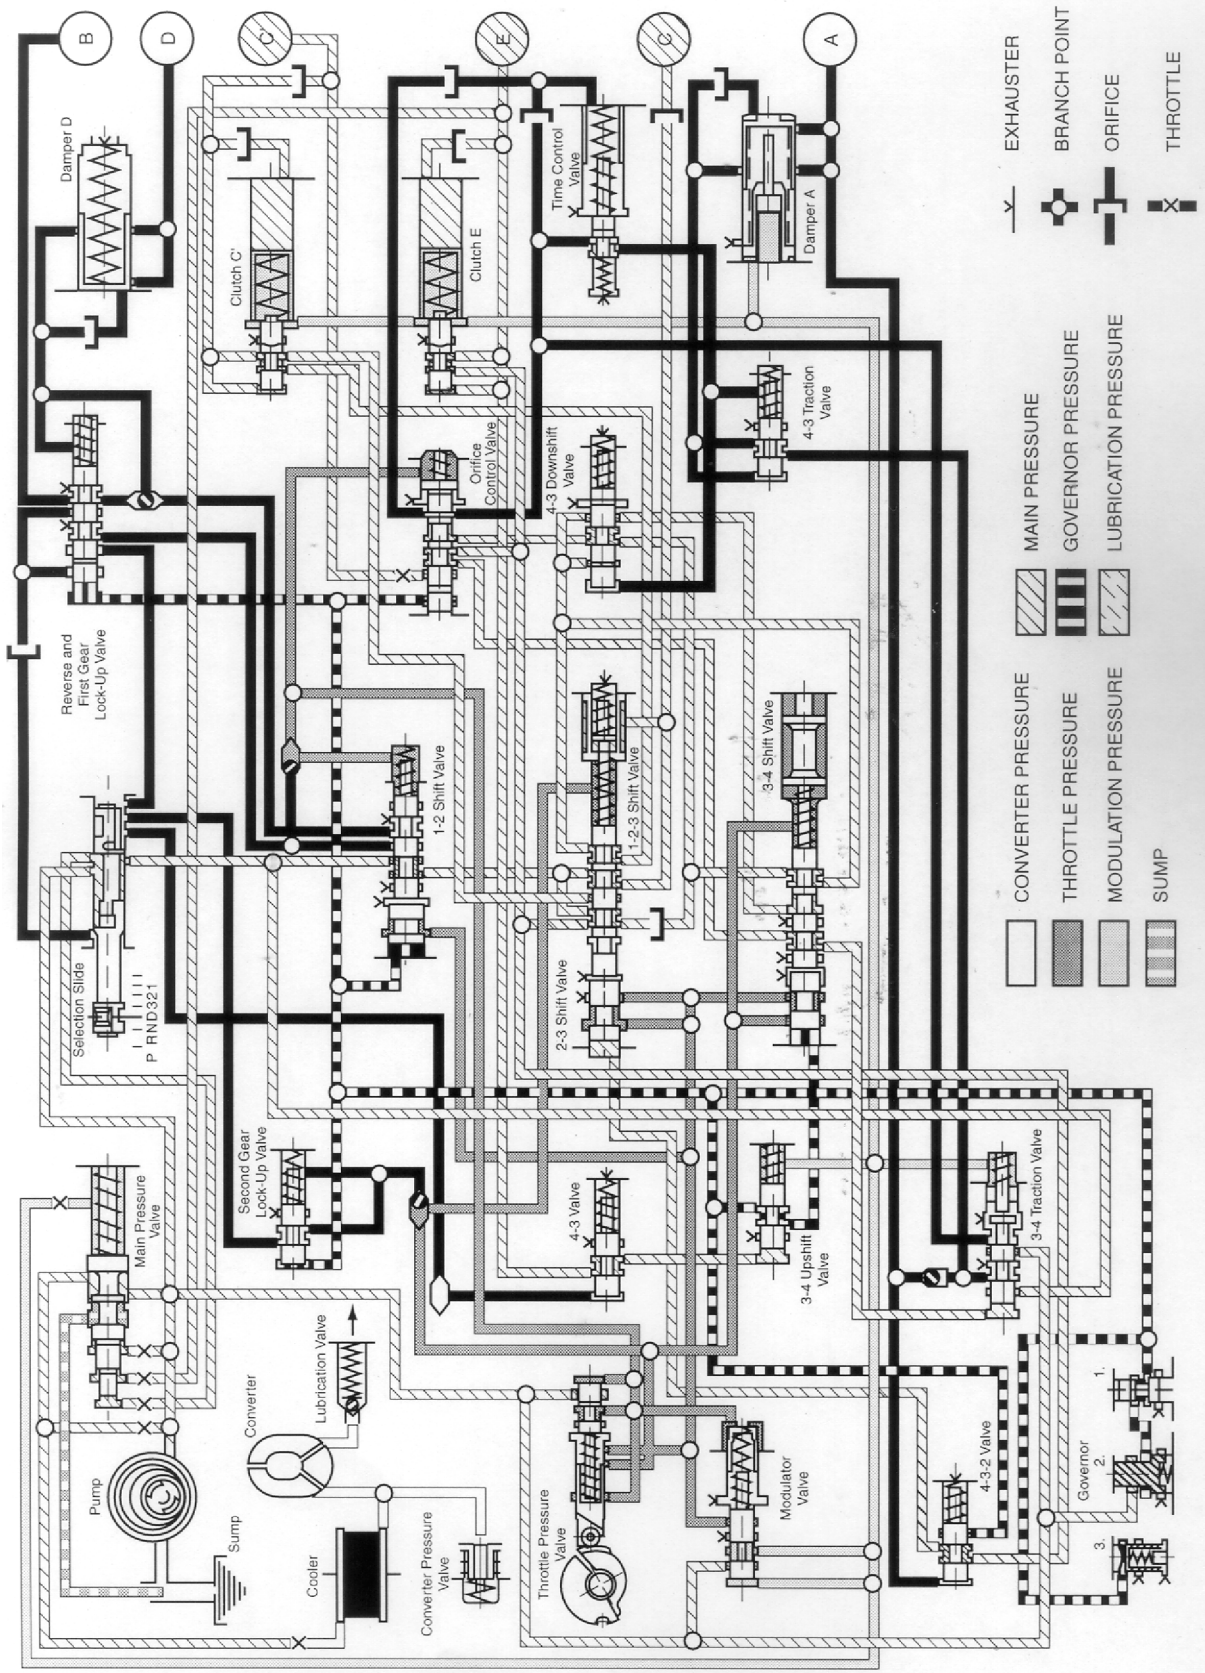 B
D
C'
E
C
A
Damper D
Clutch C'
Clutch E
Time Control
Valve
Damper A
Reverse and
First Gear
Lock-Up Valve
Orifice
Control Valve
4-3 Downshift
Valve
4-3 Traction
Valve
Selection Slide
P RND321
1-2 Shift Valve
1-2-3 Shift Valve
2-3 Shift Valve
3-4 Shift Valve
Main Pressure
Valve
Second Gear
Lock-Up Valve
4-3 Valve
3-4 Upshift
Valve
3-4 Traction Valve
Pump
Sump
Converter
Lubrication Valve
Cooler
Converter Pressure
Valve
Throttle Pressure
Valve
Modulator
Valve
4-3-2 Valve
Governor
1.
2.
3.
CONVERTER PRESSURE
THROTTLE PRESSURE
MODULATION PRESSURE
SUMP
MAIN PRESSURE
GOVERNOR PRESSURE
LUBRICATION PRESSURE
EXHAUSTER
BRANCH POINT
ORIFICE
THROTTLE